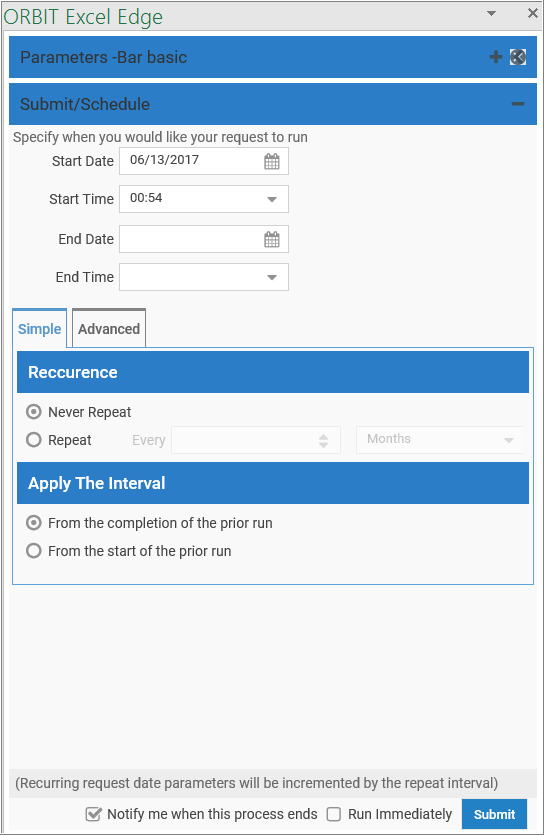 ORBIT Excel Edge
Parameters -Bar basic
Submit/Schedule
Specify when you would like your request to run
Start Date 06/13/2017
Start Time 00:54
End Date
End Time
Simple Advanced
Reccurence
Never Repeat
Repeat Every Months
Apply The Interval
From the completion of the prior run
From the start of the prior run
(Recurring request date parameters will be incremented by the repeat interval)
Notify me when this process ends Run Immediately Submit